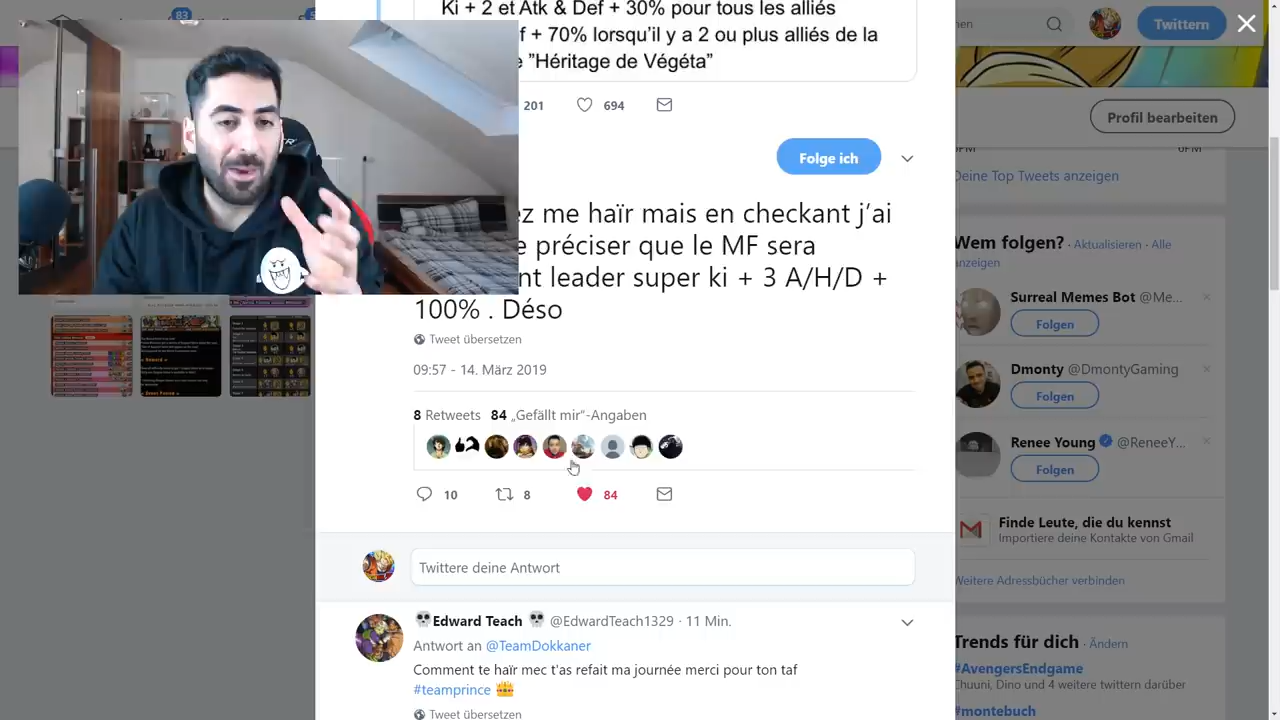 83
Ki + 2 et Atk & Def + 30% pour tous les alliés
f + 70% lorsqu'il y a 2 ou plus alliés de la
"Héritage de Végéta"
Twittern
201
694
Profil bearbeiten
6PM
Deine Top Tweets anzeigen
Folge ich
ez me haïr mais en checkant j'ai
e préciser que le MF sera
nt leader super ki + 3 A/H/D +
100% . Déso
Tweet übersetzen
09:57 - 14. März 2019
8 Retweets 84 „Gefällt mir"-Angaben
10
8
84
Wem folgen? · Aktualisieren · Alle
anzeigen
Surreal Memes Bot @Me...
Folgen
Dmonty @DmontyGaming
Folgen
Renee Young @ReneeY...
Folgen
Finde Leute, die du kennst
Importiere deine Kontakte von Gmail
Weitere Adressbücher verbinden
Trends für dich · Ändern
#AvengersEndgame
Chuuni, Dino und 4 weitere twittern darüber
#montebuch
Twittere deine Antwort
Edward Teach @EdwardTeach1329 · 11 Min.
Antwort an @TeamDokkaner
Comment te haïr mec t'as refait ma journée merci pour ton taf
#teamprince
Tweet übersetzen